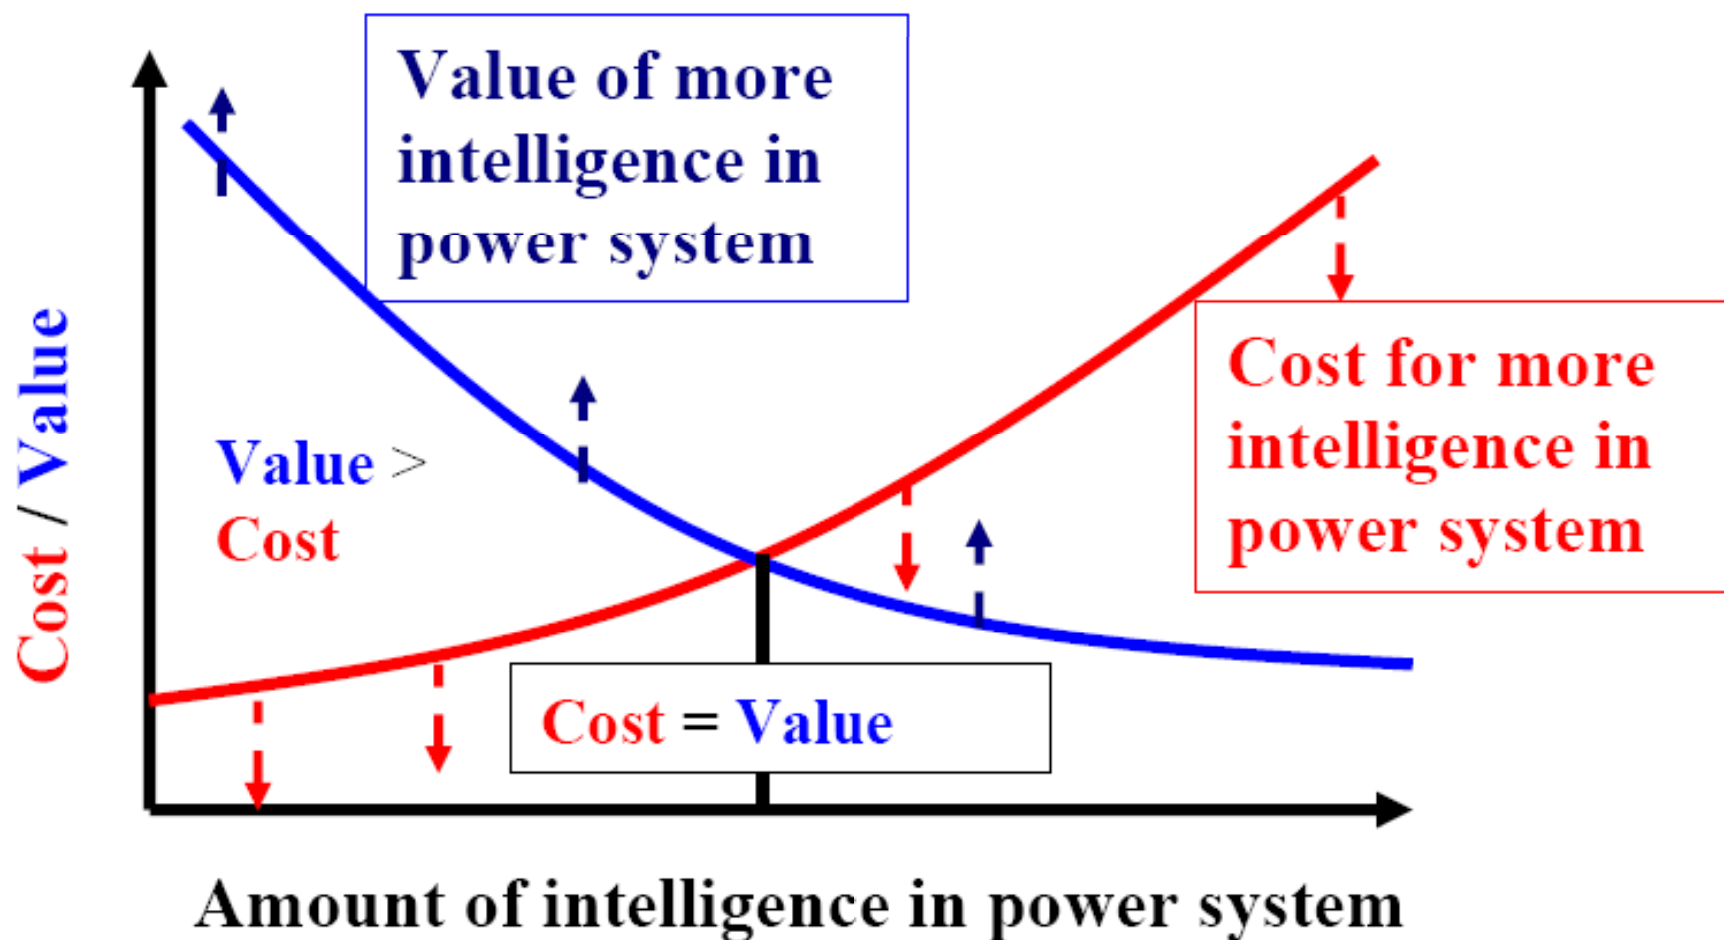 Value of more
intelligence in
power system
Cost / Value
Value >
Cost
Cost for more
intelligence in
power system
Cost = Value
Amount of intelligence in power system